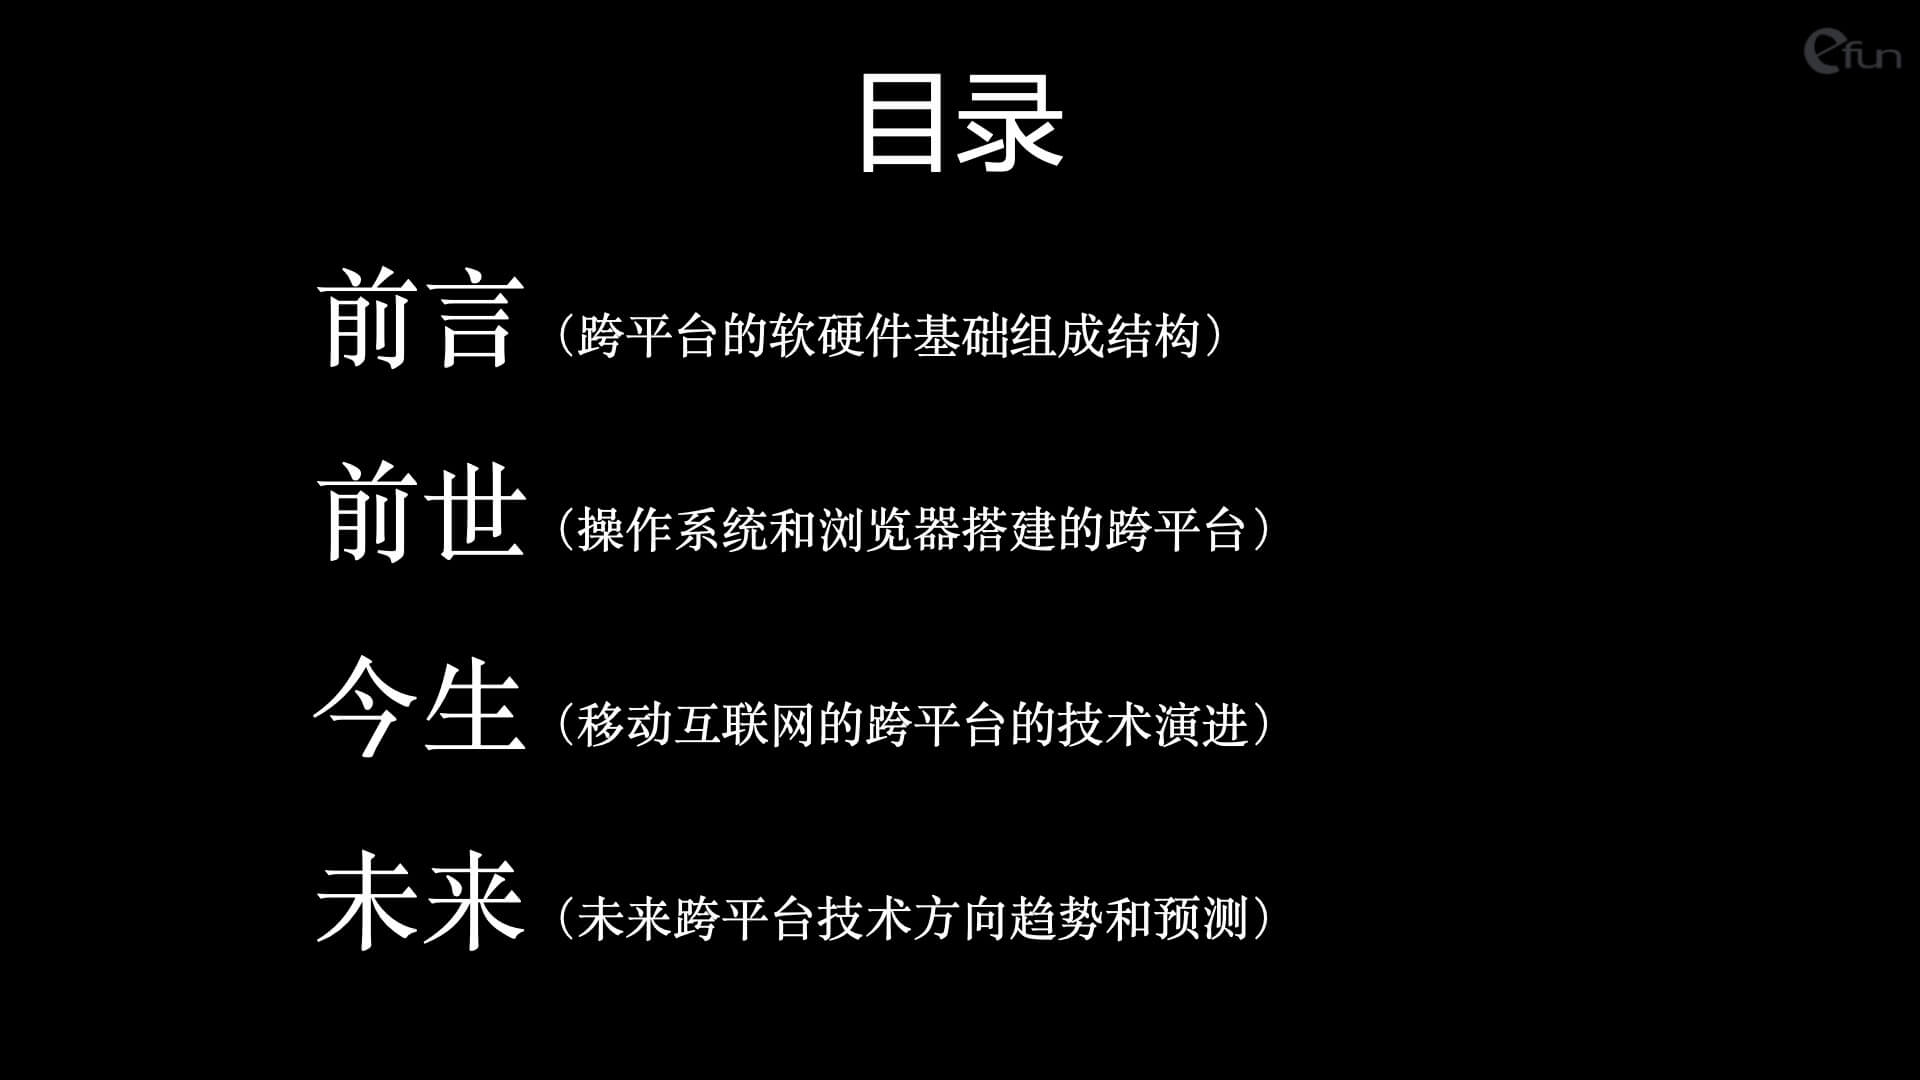 efun
目录
前言（跨平台的软硬件基础组成结构）
前世（操作系统和浏览器搭建的跨平台）
今生（移动互联网的跨平台的技术演进）
未来（未来跨平台技术方向趋势和预测）